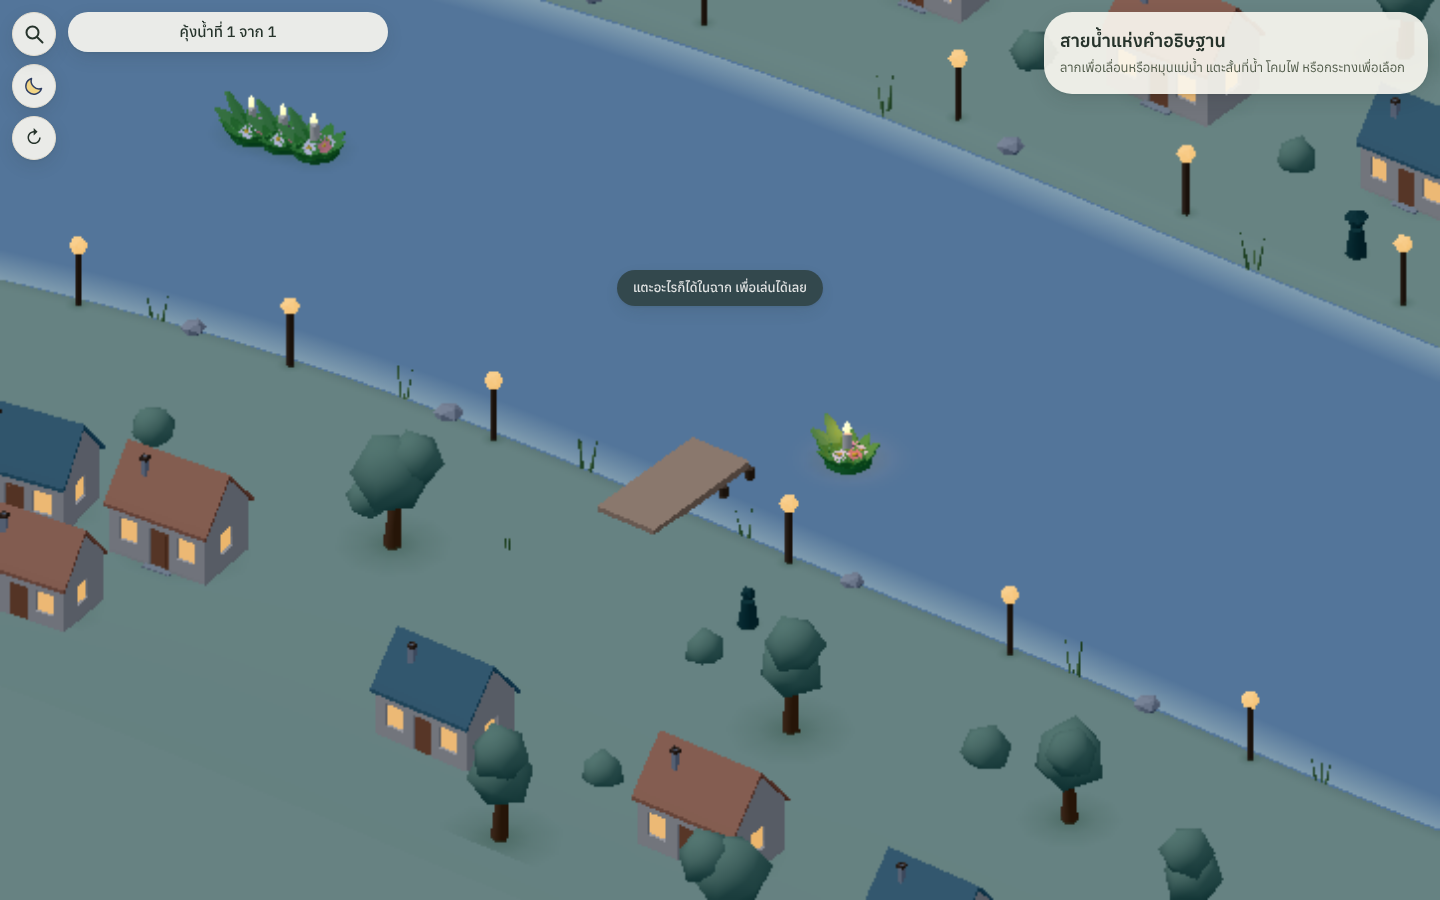 คุ้งน้ำที่ 1 จาก 1
สายน้ำแห่งคำอธิษฐาน
ลากเพื่อเลื่อนหรือหมุนแม่น้ำ แตะสั้นที่น้ำ โคมไฟ หรือกระทงเพื่อเลือก
แตะอะไรก็ได้ในฉาก เพื่อเล่นได้เลย